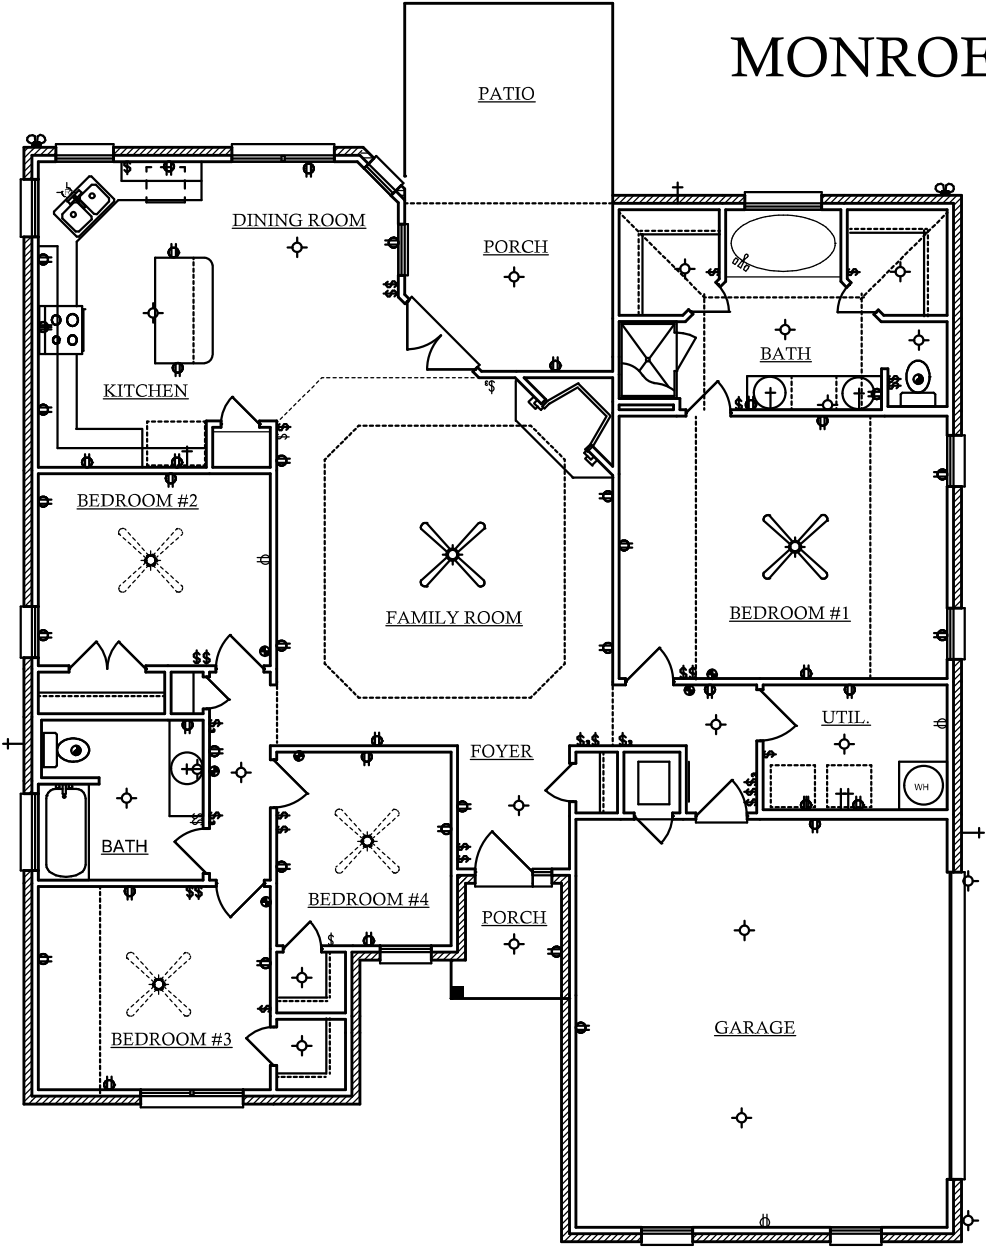 MONROE
PATIO
DINING ROOM
PORCH
KITCHEN
BATH
BEDROOM #2
FAMILY ROOM
BEDROOM #1
FOYER
UTIL.
WH
BATH
BEDROOM #4
PORCH
BEDROOM #3
GARAGE